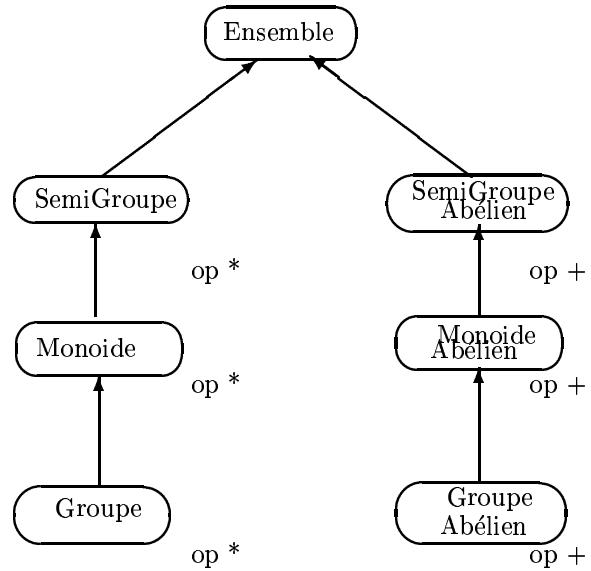 Ensemble
SemiGroupe
SemiGroupe
Abélien
op *
op +
Monoide
Monoide
Abélien
op *
op +
Groupe
Groupe
Abélien
op *
op +